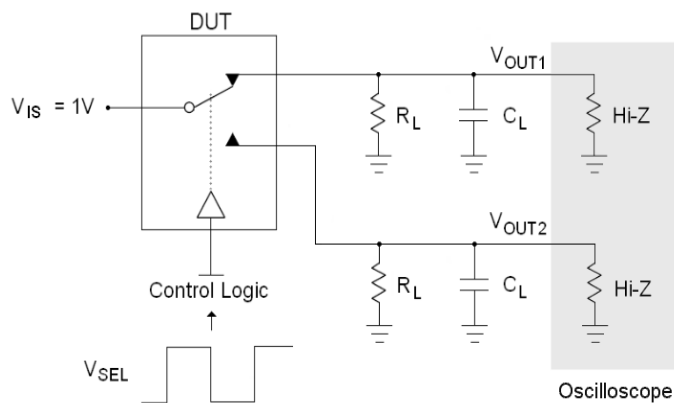 DUT
V_OUT1
V_IS = 1V
R_L
C_L
Hi-Z
V_OUT2
R_L
C_L
Hi-Z
Control Logic
V_SEL
Oscilloscope